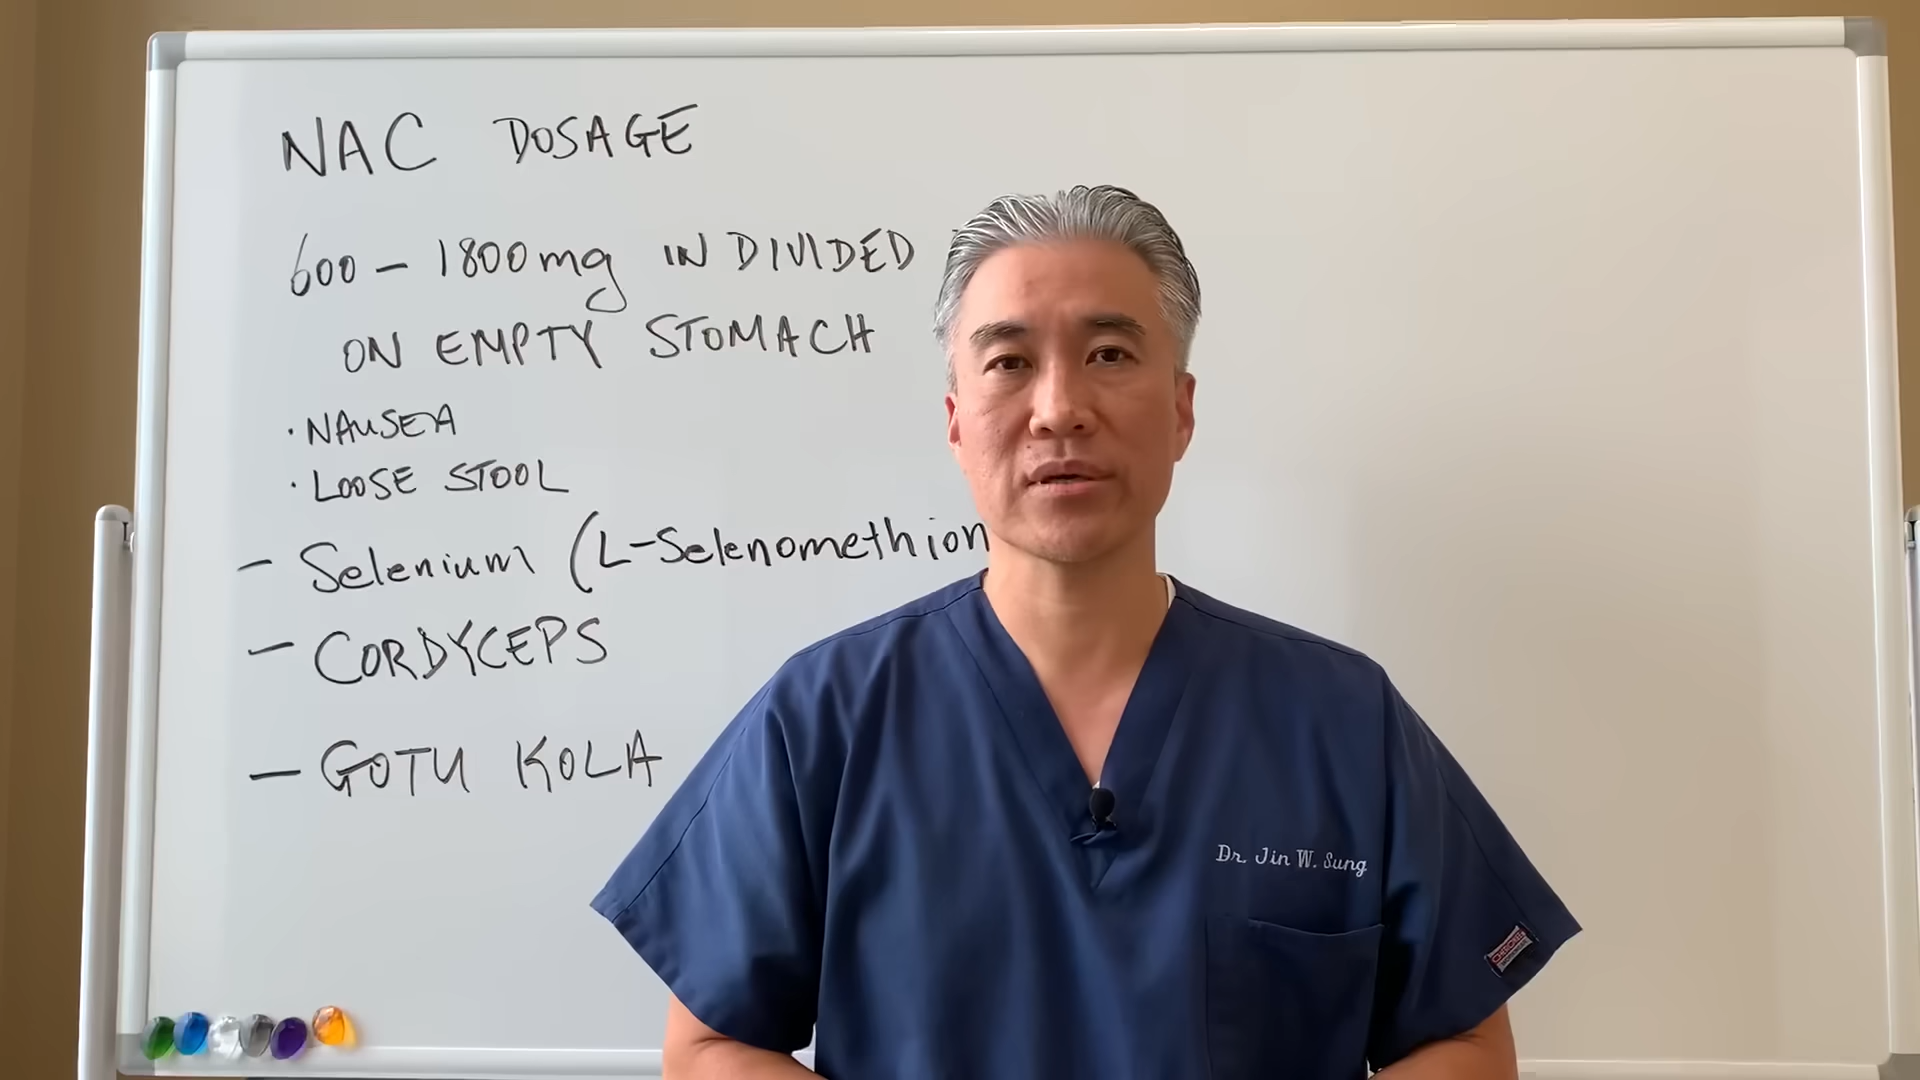 NAC DOSAGE
600 - 1800mg IN DIVIDED
ON EMPTY STOMACH
· NAUSEA
· LOOSE STOOL
- Selenium (L-Selenomethion
- CORDYCEPS
- GOTU KOLA
Dr. Jin W. Sung
CHEROKEE